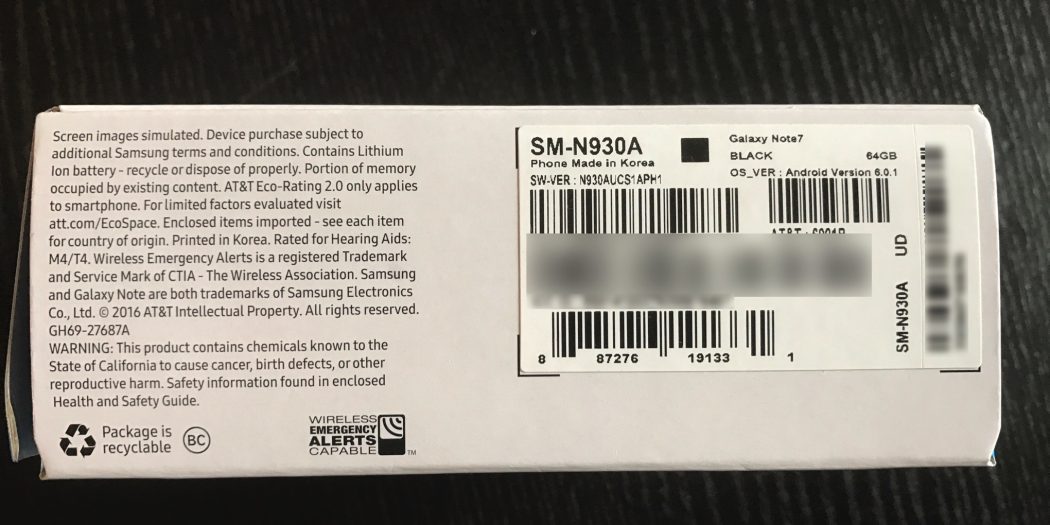 Screen images simulated. Device purchase subject to
additional Samsung terms and conditions. Contains Lithium
Ion battery - recycle or dispose of properly. Portion of memory
occupied by existing content. AT&T Eco-Rating 2.0 only applies
to smartphone. For limited factors evaluated visit
att.com/EcoSpace. Enclosed items imported - see each item
for country of origin. Printed in Korea. Rated for Hearing Aids:
M4/T4. Wireless Emergency Alerts is a registered Trademark
and Service Mark of CTIA - The Wireless Association. Samsung
and Galaxy Note are both trademarks of Samsung Electronics
Co., Ltd. © 2016 AT&T Intellectual Property. All rights reserved.
GH69-27687A
WARNING: This product contains chemicals known to the
State of California to cause cancer, birth defects, or other
reproductive harm. Safety information found in enclosed
Health and Safety Guide.
Package is
recyclable
BC
WIRELESS
EMERGENCY
ALERTS
CAPABLE
TM
SM-N930A
Phone Made in Korea
SW-VER : N930AUCS1APH1
Galaxy Note7
BLACK 64GB
OS_VER : Android Version 6.0.1
8 87276 19133 1
SM-N930A UD